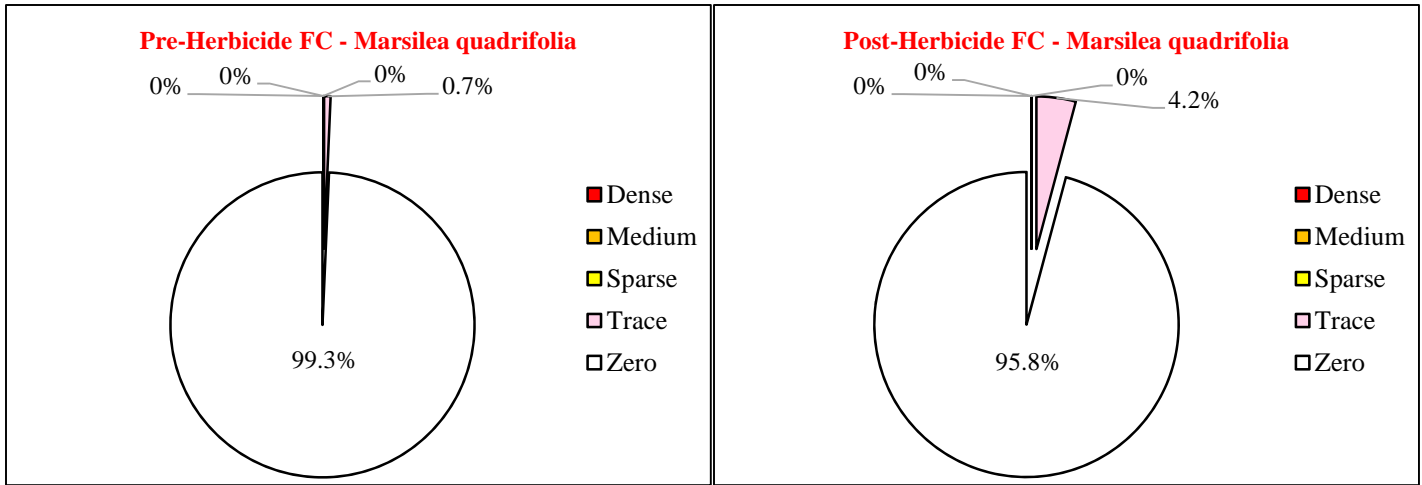 Pre-Herbicide FC - Marsilea quadrifolia
0%
0%
0%
0.7%
99.3%
Dense
Medium
Sparse
Trace
Zero
Post-Herbicide FC - Marsilea quadrifolia
0%
0%
0%
4.2%
95.8%
Dense
Medium
Sparse
Trace
Zero